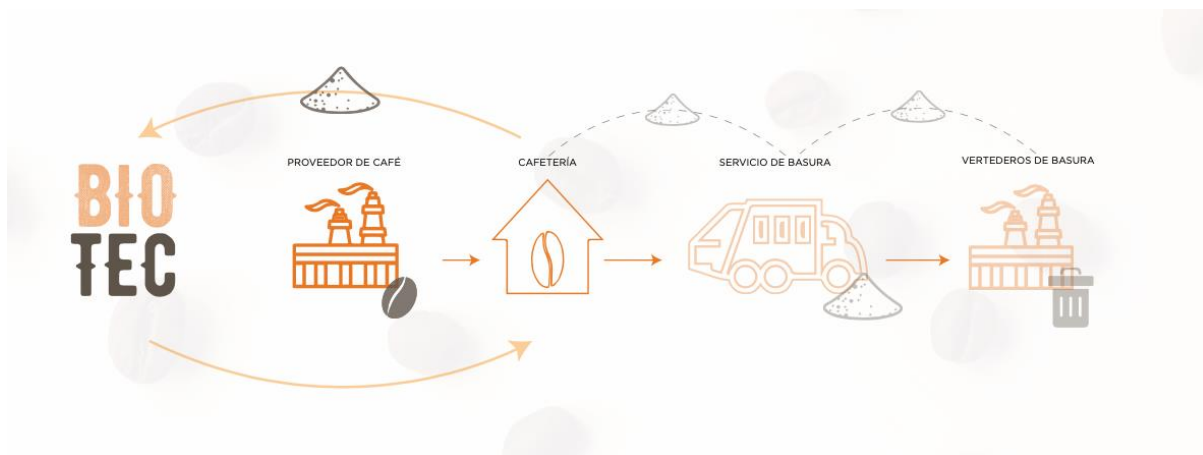 BIO
TEC
PROVEEDOR DE CAFÉ
CAFETERÍA
SERVICIO DE BASURA
VERTEDEROS DE BASURA